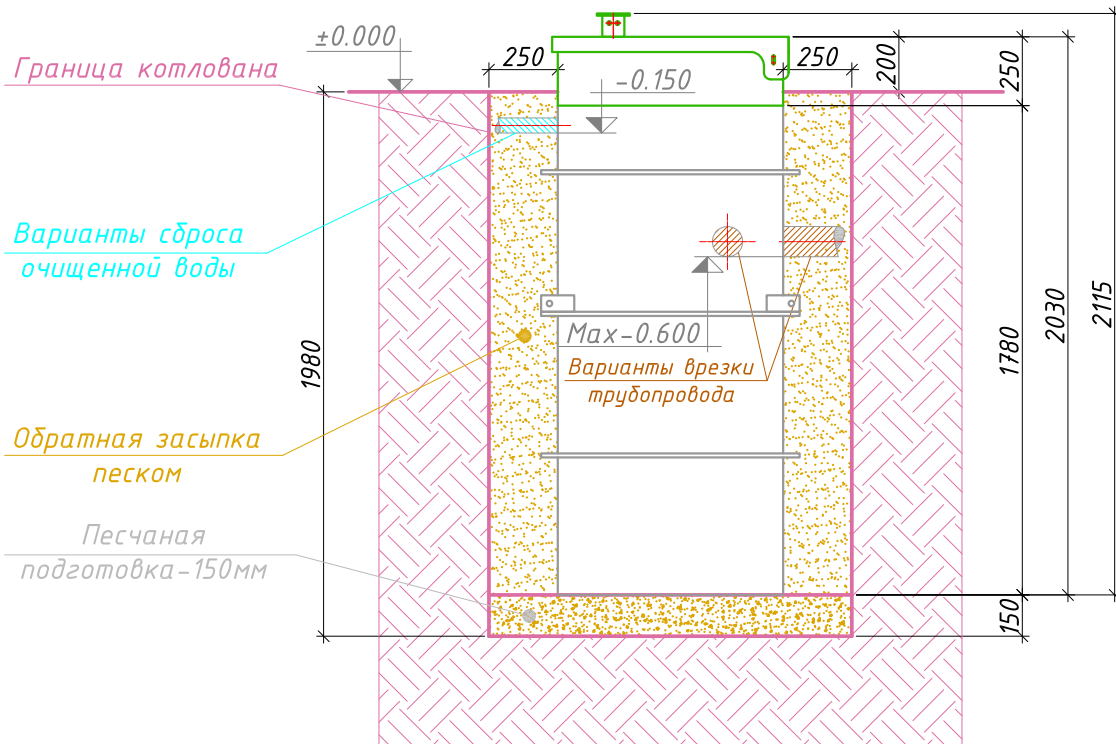 ±0.000
Граница котлована
250
250
200
250
-0.150
Варианты сброса
очищенной воды
Max-0.600
Варианты врезки
трубопровода
1980
1780
2030
2115
Обратная засыпка
песком
Песчаная
подготовка-150мм
150